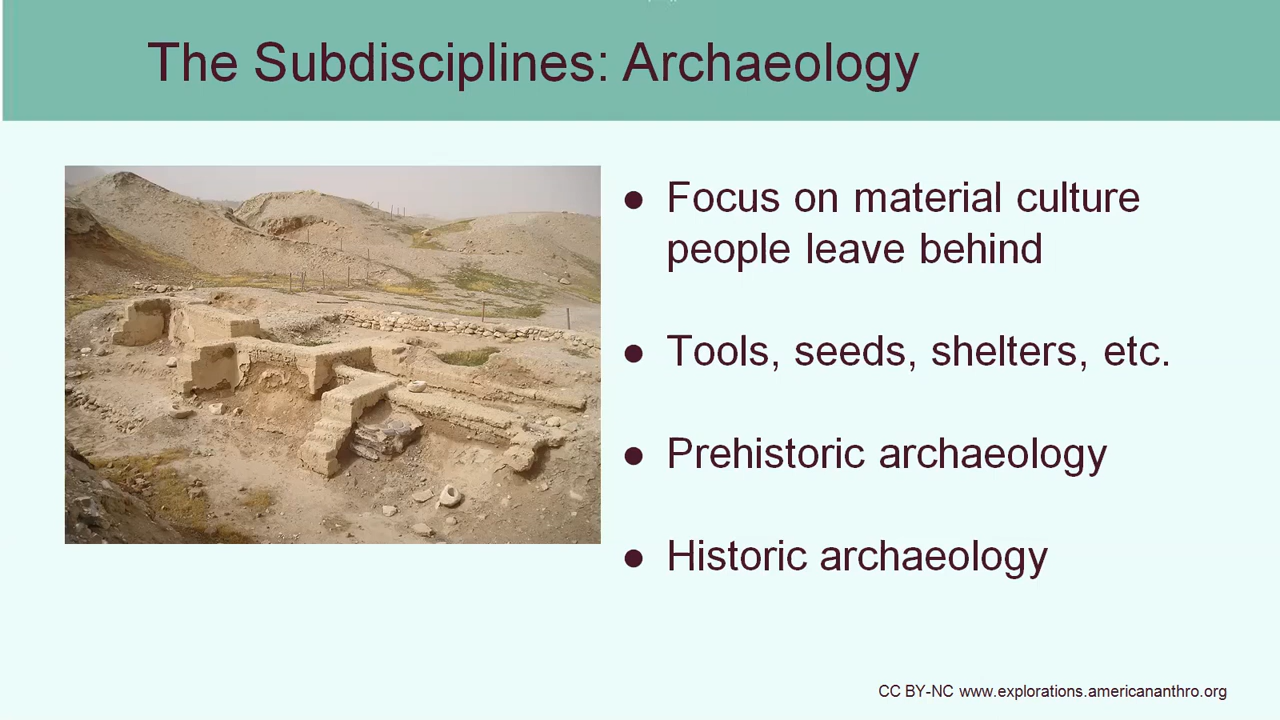 The Subdisciplines: Archaeology
● Focus on material culture
people leave behind
● Tools, seeds, shelters, etc.
● Prehistoric archaeology
● Historic archaeology
CC BY-NC www.explorations.americananthro.org